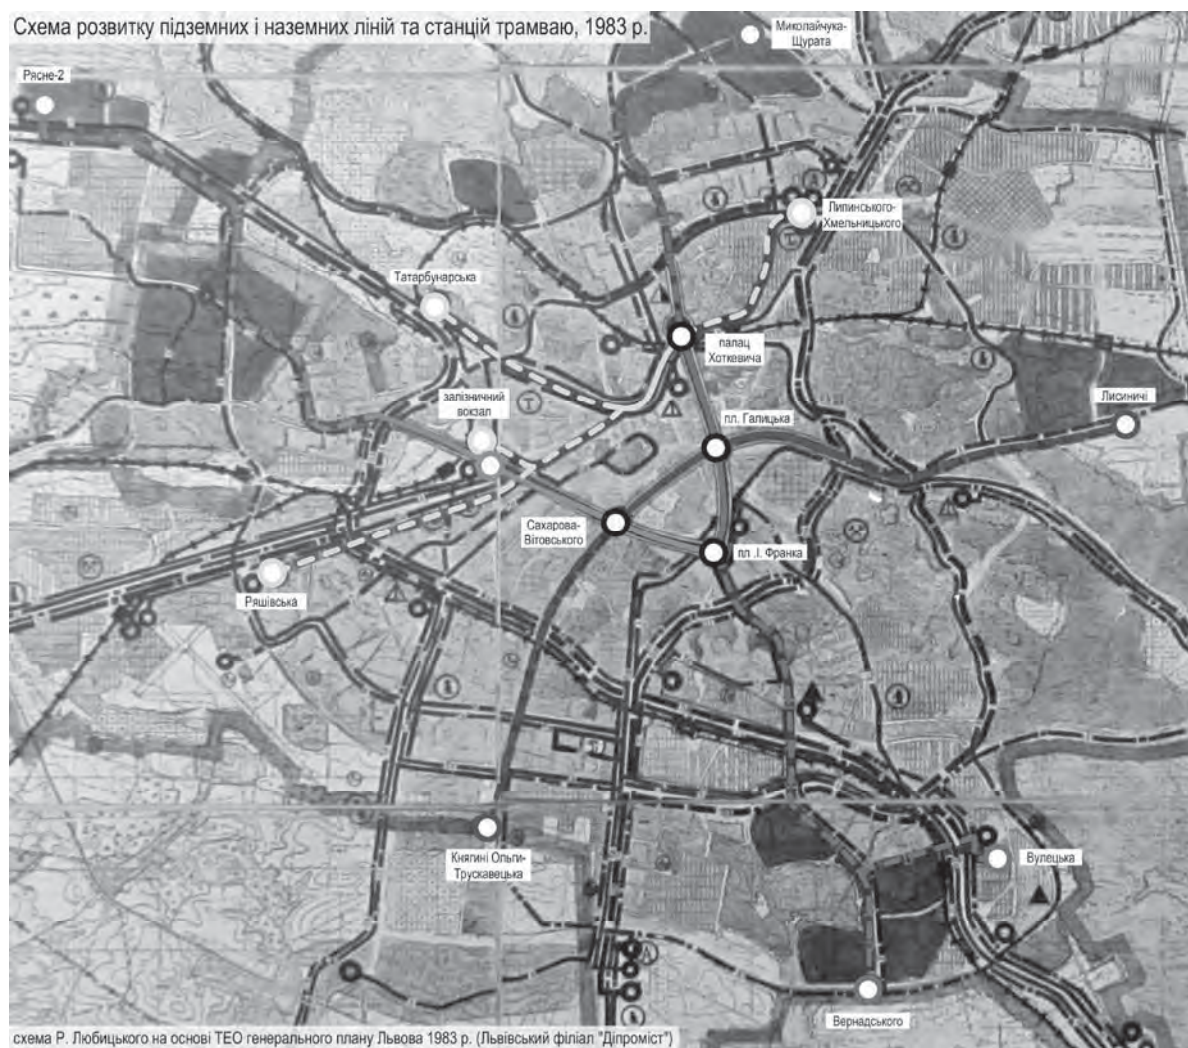 Схема розвитку підземних і наземних ліній та станцій трамваю, 1983 р.
Миколайчука-
Щурата
Рясне-2
Липинського-
Хмельницького
Татарбунарська
палац
Хоткевича
залізничний
вокзал
Лисиничі
пл. Галицька
Сахарова-
Вітовського
пл .І. Франка
Ряшівська
Княгині Ольги-
Трускавецька
Вулецька
Вернадського
схема Р. Любицького на основі ТЕО генерального плану Львова 1983 р. (Львівський філіал "Діпроміст")